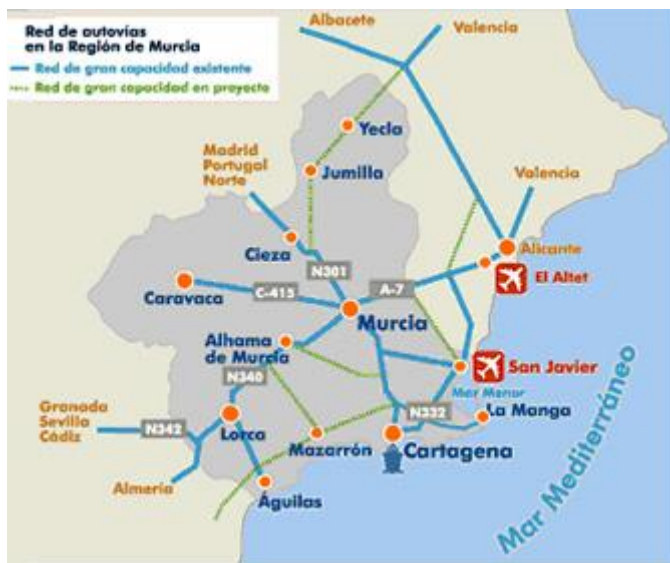 Red de autovías
en la Región de Murcia
Red de gran capacidad existente
Red de gran capacidad en proyecto
Albacete
Valencia
Yecla
Madrid
Portugal
Norte
Jumilla
Valencia
Cieza
Alicante
N301
El Altet
Caravaca
C-415
A-7
Murcia
Alhama
de Murcia
San Javier
N340
Mar Menor
Granada
Sevilla
Cádiz
N342
Lorca
N332
La Manga
Mazarrón
Cartagena
Almería
Águilas
Mar Mediterráneo